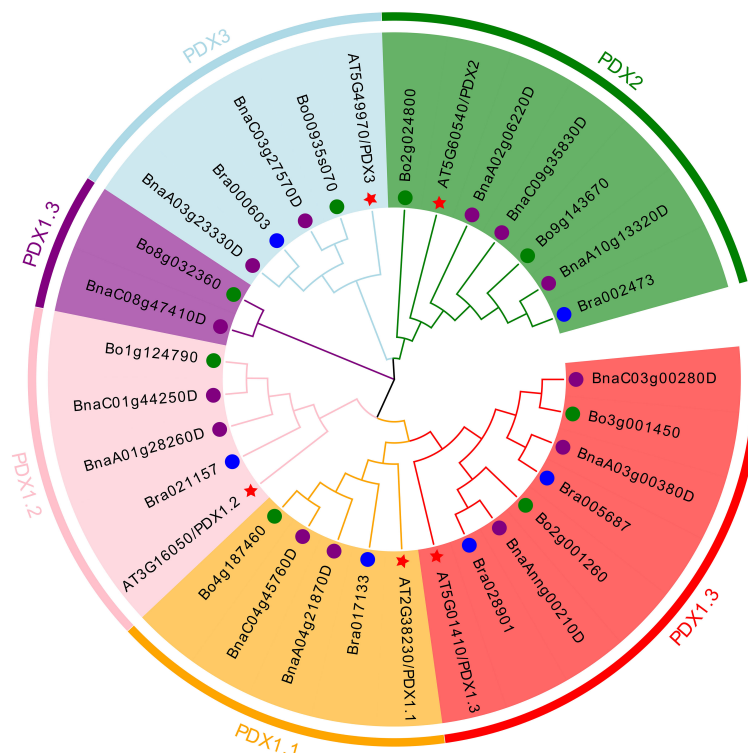 PDX3
PDX2
PDX1.3
PDX1.2
PDX1.1
PDX1.3
AT5G49970/PDX3
Bo00935s070
BnaC03g27570D
Bra000603
BnaA03g23330D
Bo8g032360
BnaC08g47410D
Bo1g124790
BnaC01g44250D
BnaA01g28260D
Bra021157
AT3G16050/PDX1.2
Bo4g187460
BnaC04g45760D
BnaA04g21870D
Bra017133
AT2G38230/PDX1.1
AT5G01410/PDX1.3
Bra028901
BnaAnng00210D
Bo2g001260
Bra005687
BnaA03g00380D
Bo3g001450
BnaC03g00280D
Bra002473
BnaA10g13320D
Bo9g143670
BnaC09g35830D
BnaA02g06220D
AT5G60540/PDX2
Bo2g024800